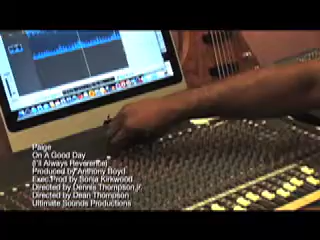 Paige
On A Good Day
(I'll Always Reverence)
Produced by Anthony Boyd
Exec Prod by Sonja Kirkwood
Directed by Dennis Thompson jr.
Directed by Dean Thompson
Ultimate Sounds Productions